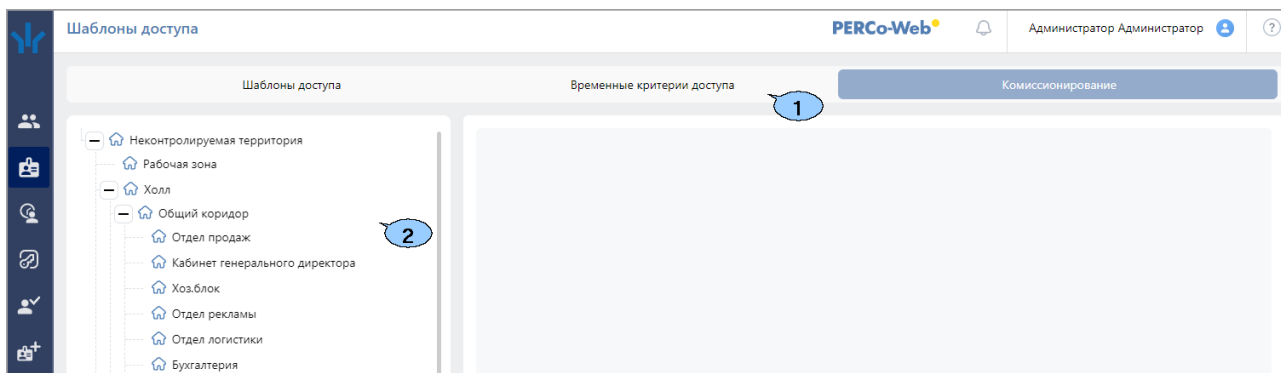 Шаблоны доступа
PERCo-Web
Администратор Администратор
?
Шаблоны доступа
Временные критерии доступа
Комиссионирование
1
Неконтролируемая территория
Рабочая зона
Холл
Общий коридор
2
Отдел продаж
Кабинет генерального директора
Хоз.блок
Отдел рекламы
Отдел логистики
Бухгалтерия